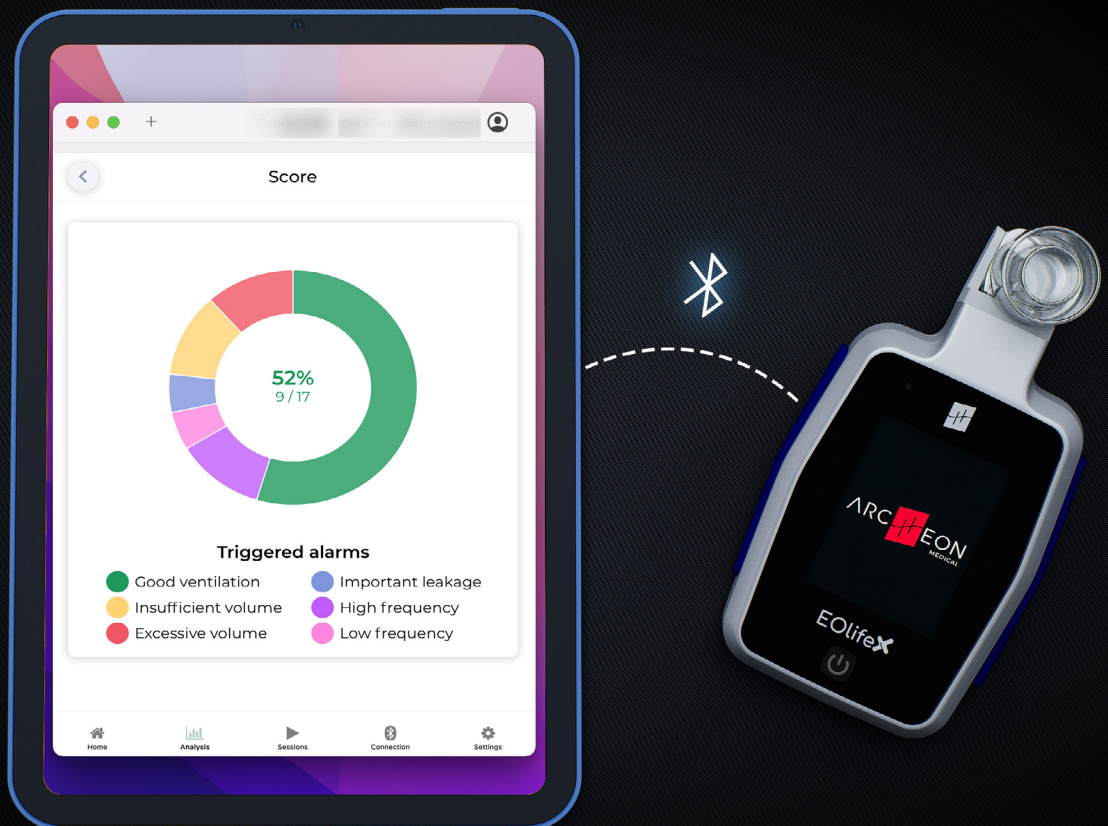 Score
52%
9 / 17
Triggered alarms
Good ventilation
Important leakage
Insufficient volume
High frequency
Excessive volume
Low frequency
Home
Analysis
Sessions
Connection
Settings
ARCHEON
MEDICAL
EOlifeX